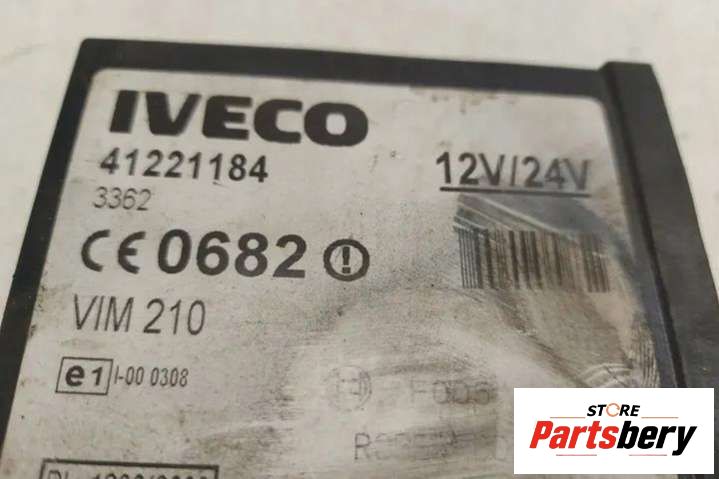 IVECO
41221184 12V/24V
3362
CE 0682
VIM 210
e1 I-00 0308
STORE
Partsbery